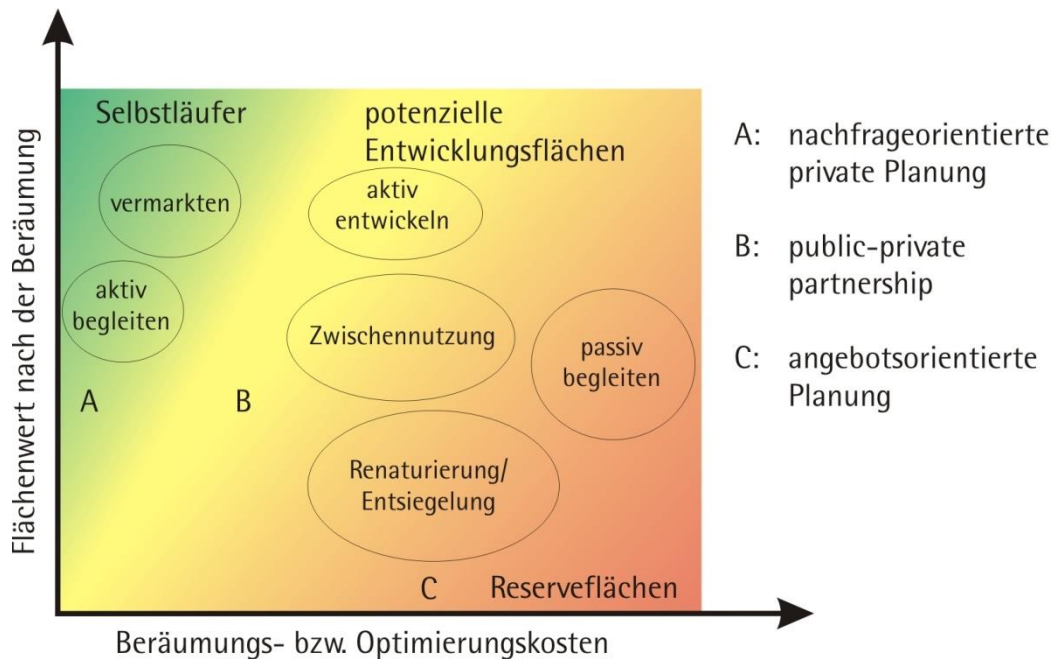 Flächenwert nach der Beräumung
Selbstläufer
potenzielle
Entwicklungsflächen
vermarkten
aktiv
entwickeln
aktiv
begleiten
Zwischennutzung
passiv
begleiten
A
B
Renaturierung/
Entsiegelung
C
Reserveflächen
Beräumungs- bzw. Optimierungskosten
A: nachfrageorientierte
private Planung
B: public-private
partnership
C: angebotsorientierte
Planung